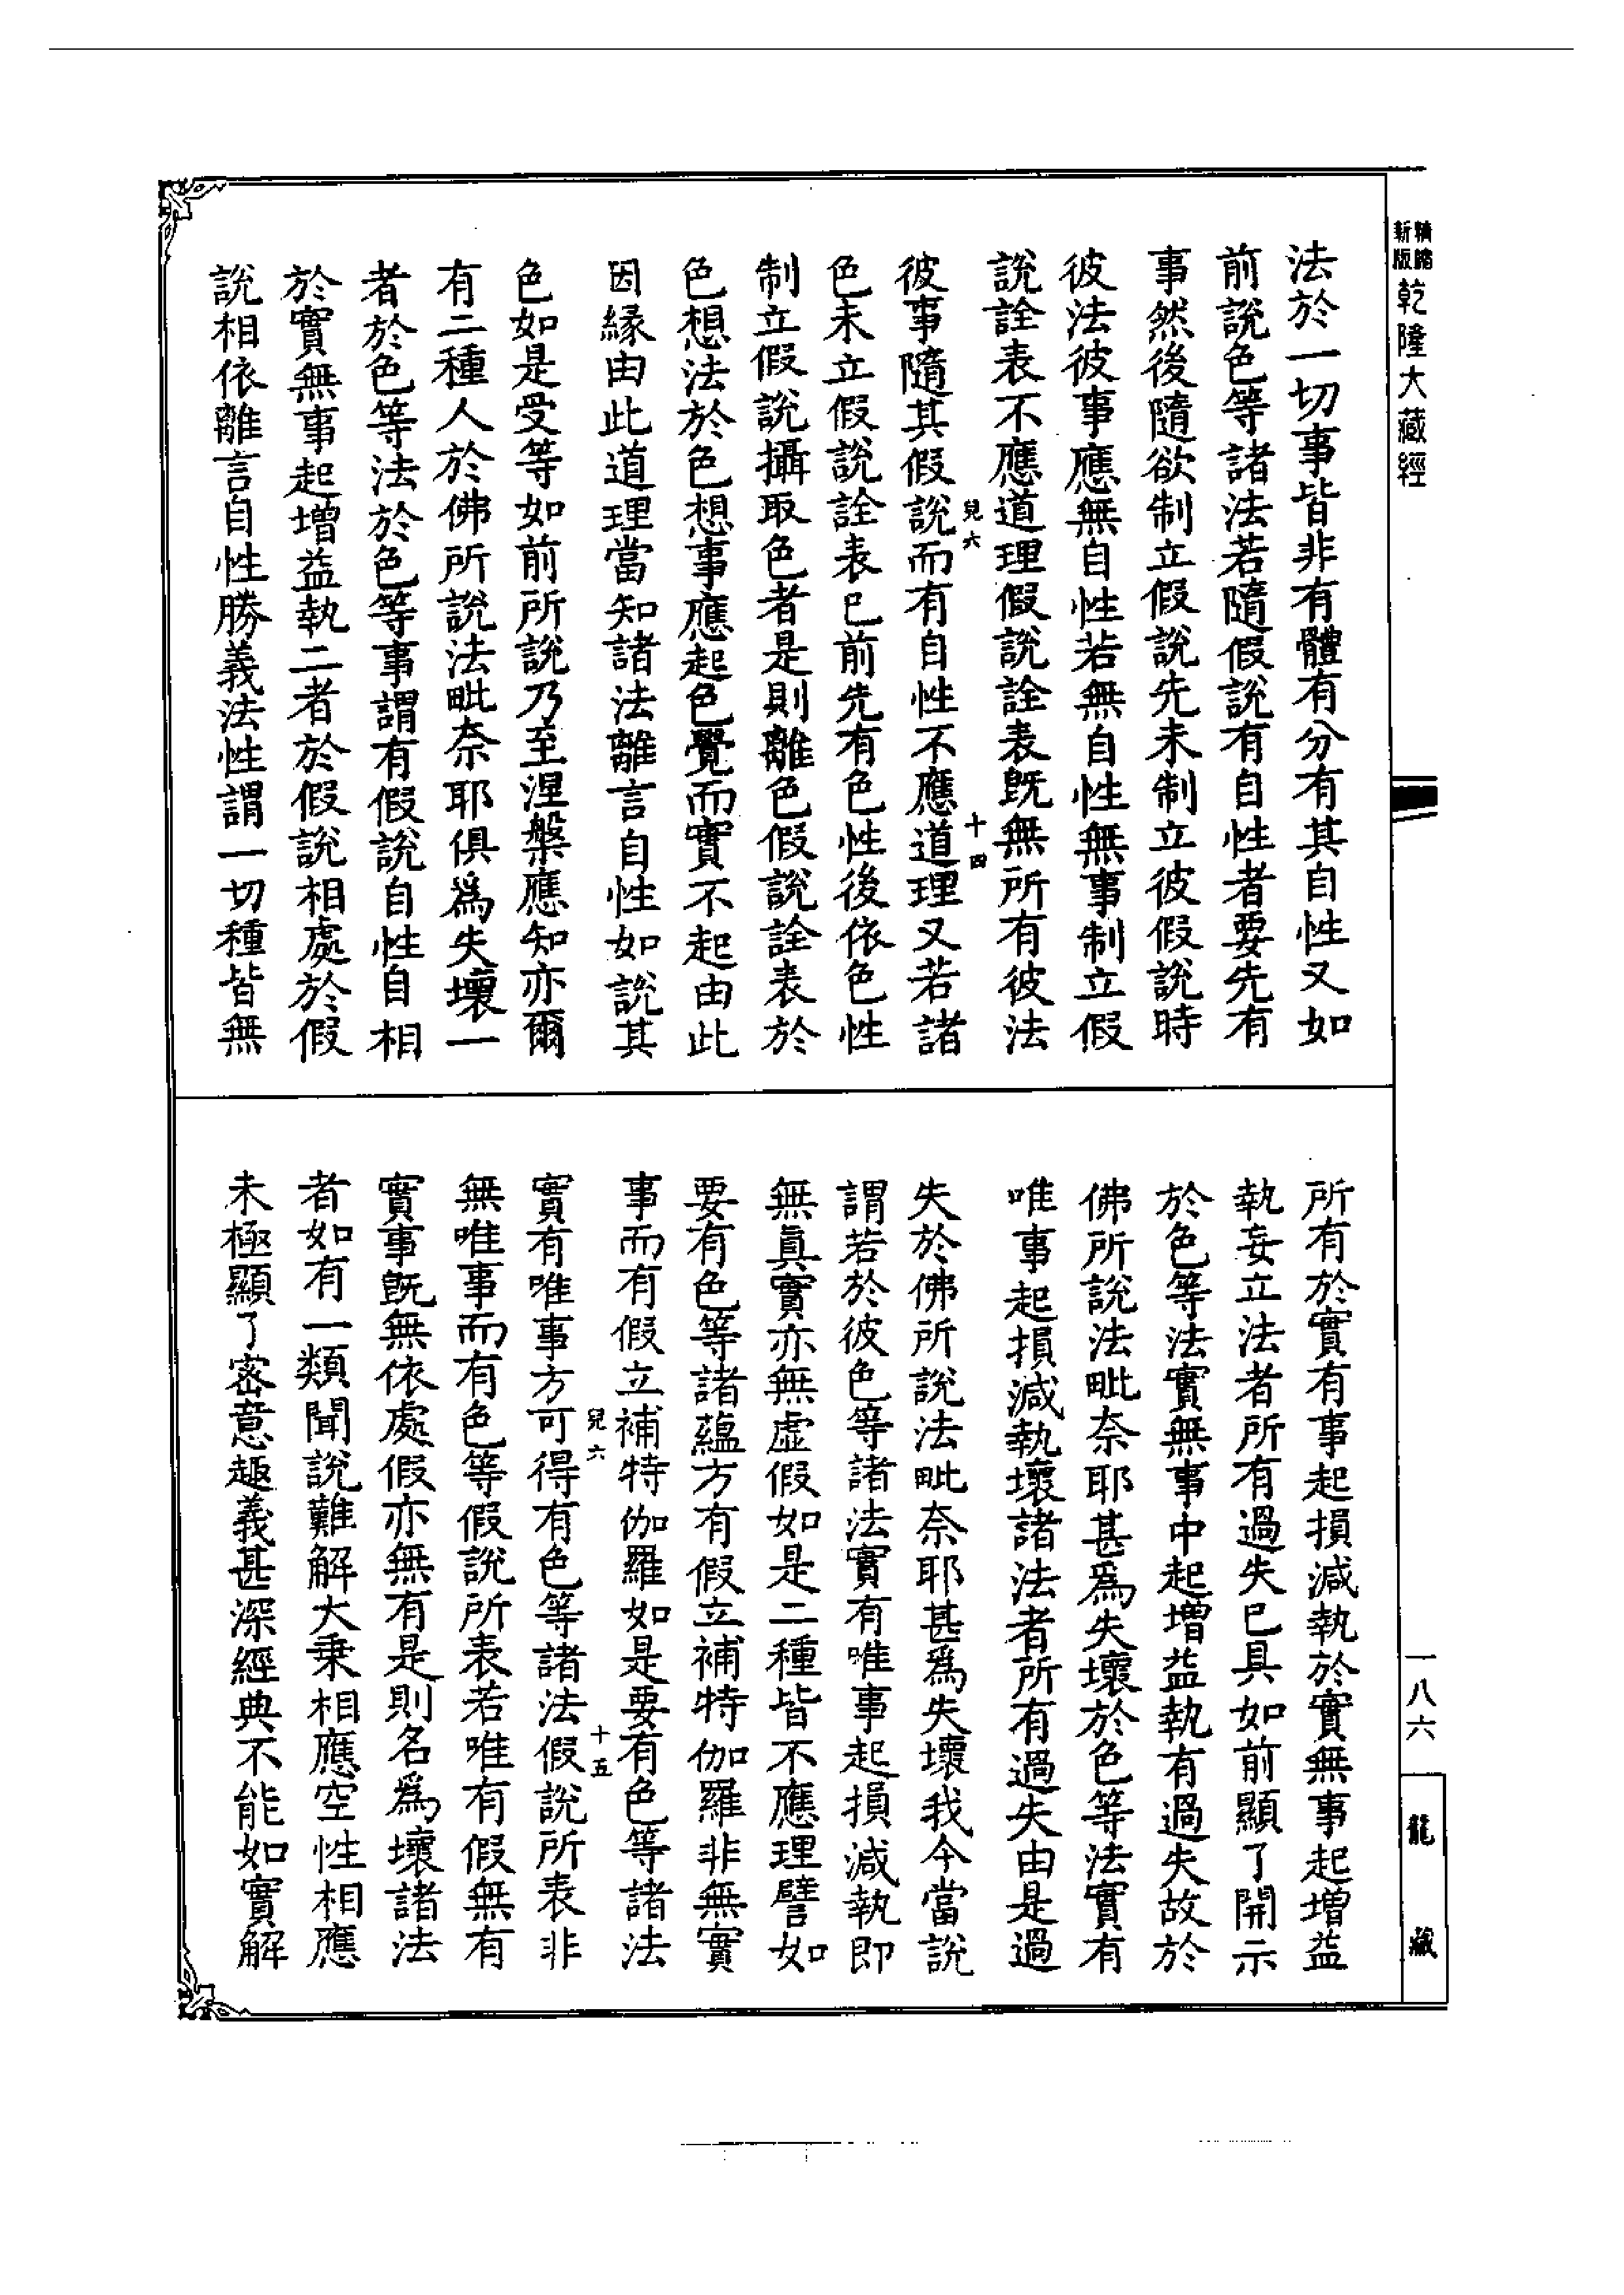 新版精縮乾隆大藏經
法於一切事皆非有體有分有其自性又如
前說色等諸法若隨假說有自性者要先有
事然後隨欲制立假說先未制立彼假說時
彼法彼事應無自性若無自性無事制立假
說詮表不應道理假說詮表旣無所有彼法
兒六
十四
彼事隨其假說而有自性不應道理又若諸
色未立假說詮表已前先有色性後依色性
制立假說攝取色者是則離色假說詮表於
色想法於色想事應起色覺而實不起由此
因緣由此道理當知諸法離言自性如說其
色如是受等如前所說乃至涅槃應知亦爾
有二種人於佛所說法毗奈耶俱爲失壞一
者於色等法於色等事謂有假說自性自相
於實無事起增益執二者於假說相處於假
說相依離言自性勝義法性謂一切種皆無
所有於實有事起損減執於實無事起增益
執妄立法者所有過失已具如前顯了開示
於色等法實無事中起增益執有過失故於
佛所說法毗奈耶甚爲失壞於色等法實有
唯事起損減執壞諸法者所有過失由是過
失於佛所說法毗奈耶甚爲失壞我今當說
謂若於彼色等諸法實有唯事起損減執即
無眞實亦無虛假如是二種皆不應理譬如
要有色等諸蘊方有假立補特伽羅非無實
事而有假立補特伽羅如是要有色等諸法
兒六
十五
實有唯事方可得有色等諸法假說所表非
無唯事而有色等假說所表若唯有假無有
實事旣無依處假亦無有是則名爲壞諸法
者如有一類聞說難解大乘相應空性相應
未極顯了密意趣義甚深經典不能如實解
一八六
龍藏